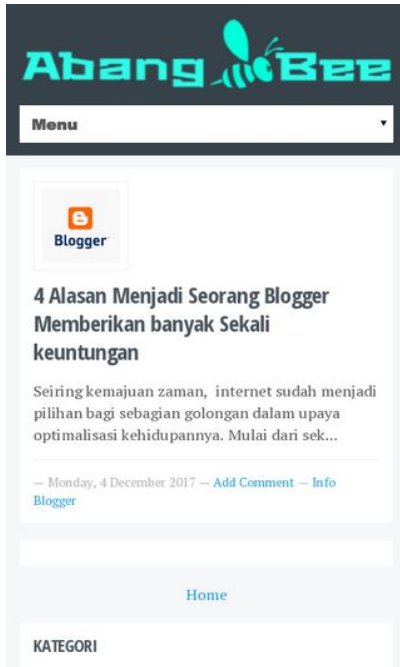 Abang Bee
Menu
Blogger
4 Alasan Menjadi Seorang Blogger
Memberikan banyak Sekali
keuntungan
Seiring kemajuan zaman, internet sudah menjadi
pilihan bagi sebagian golongan dalam upaya
optimalisasi kehidupannya. Mulai dari sek...
— Monday, 4 December 2017 — Add Comment — Info
Blogger
Home
KATEGORI